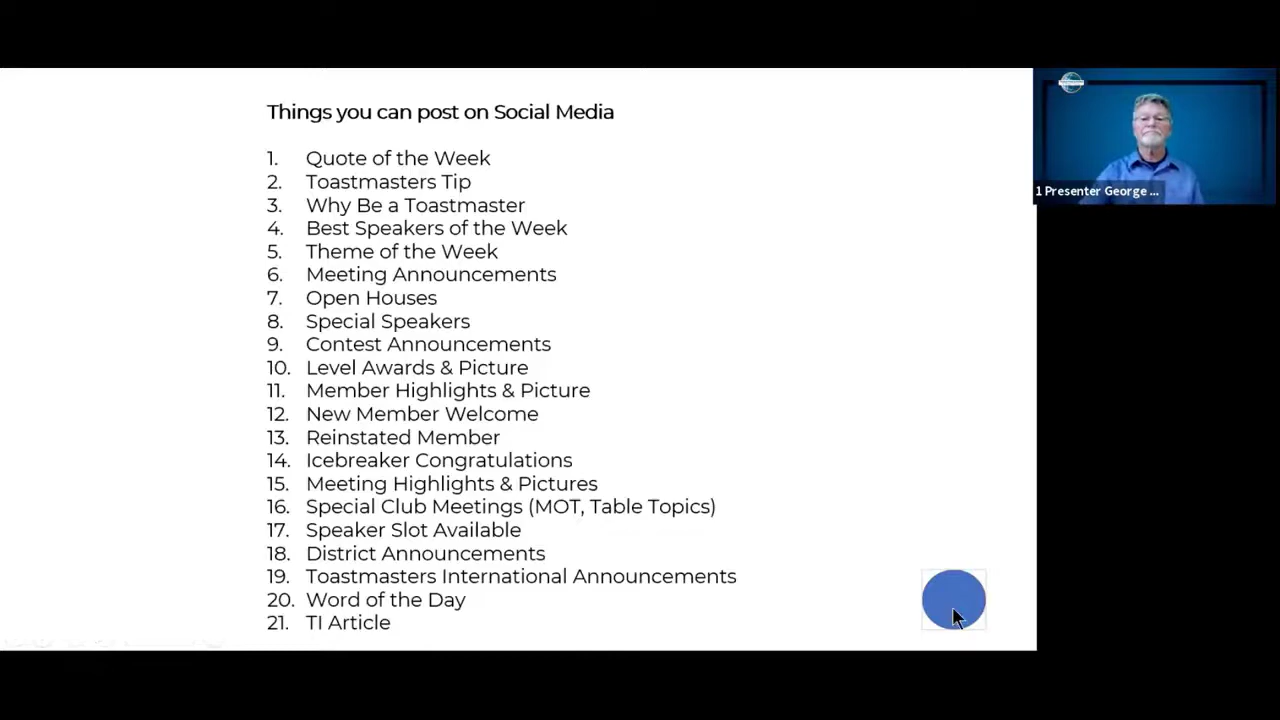 Things you can post on Social Media
1. Quote of the Week
2. Toastmasters Tip
3. Why Be a Toastmaster
4. Best Speakers of the Week
5. Theme of the Week
6. Meeting Announcements
7. Open Houses
8. Special Speakers
9. Contest Announcements
10. Level Awards & Picture
11. Member Highlights & Picture
12. New Member Welcome
13. Reinstated Member
14. Icebreaker Congratulations
15. Meeting Highlights & Pictures
16. Special Club Meetings (MOT, Table Topics)
17. Speaker Slot Available
18. District Announcements
19. Toastmasters International Announcements
20. Word of the Day
21. TI Article
1 Presenter George ...